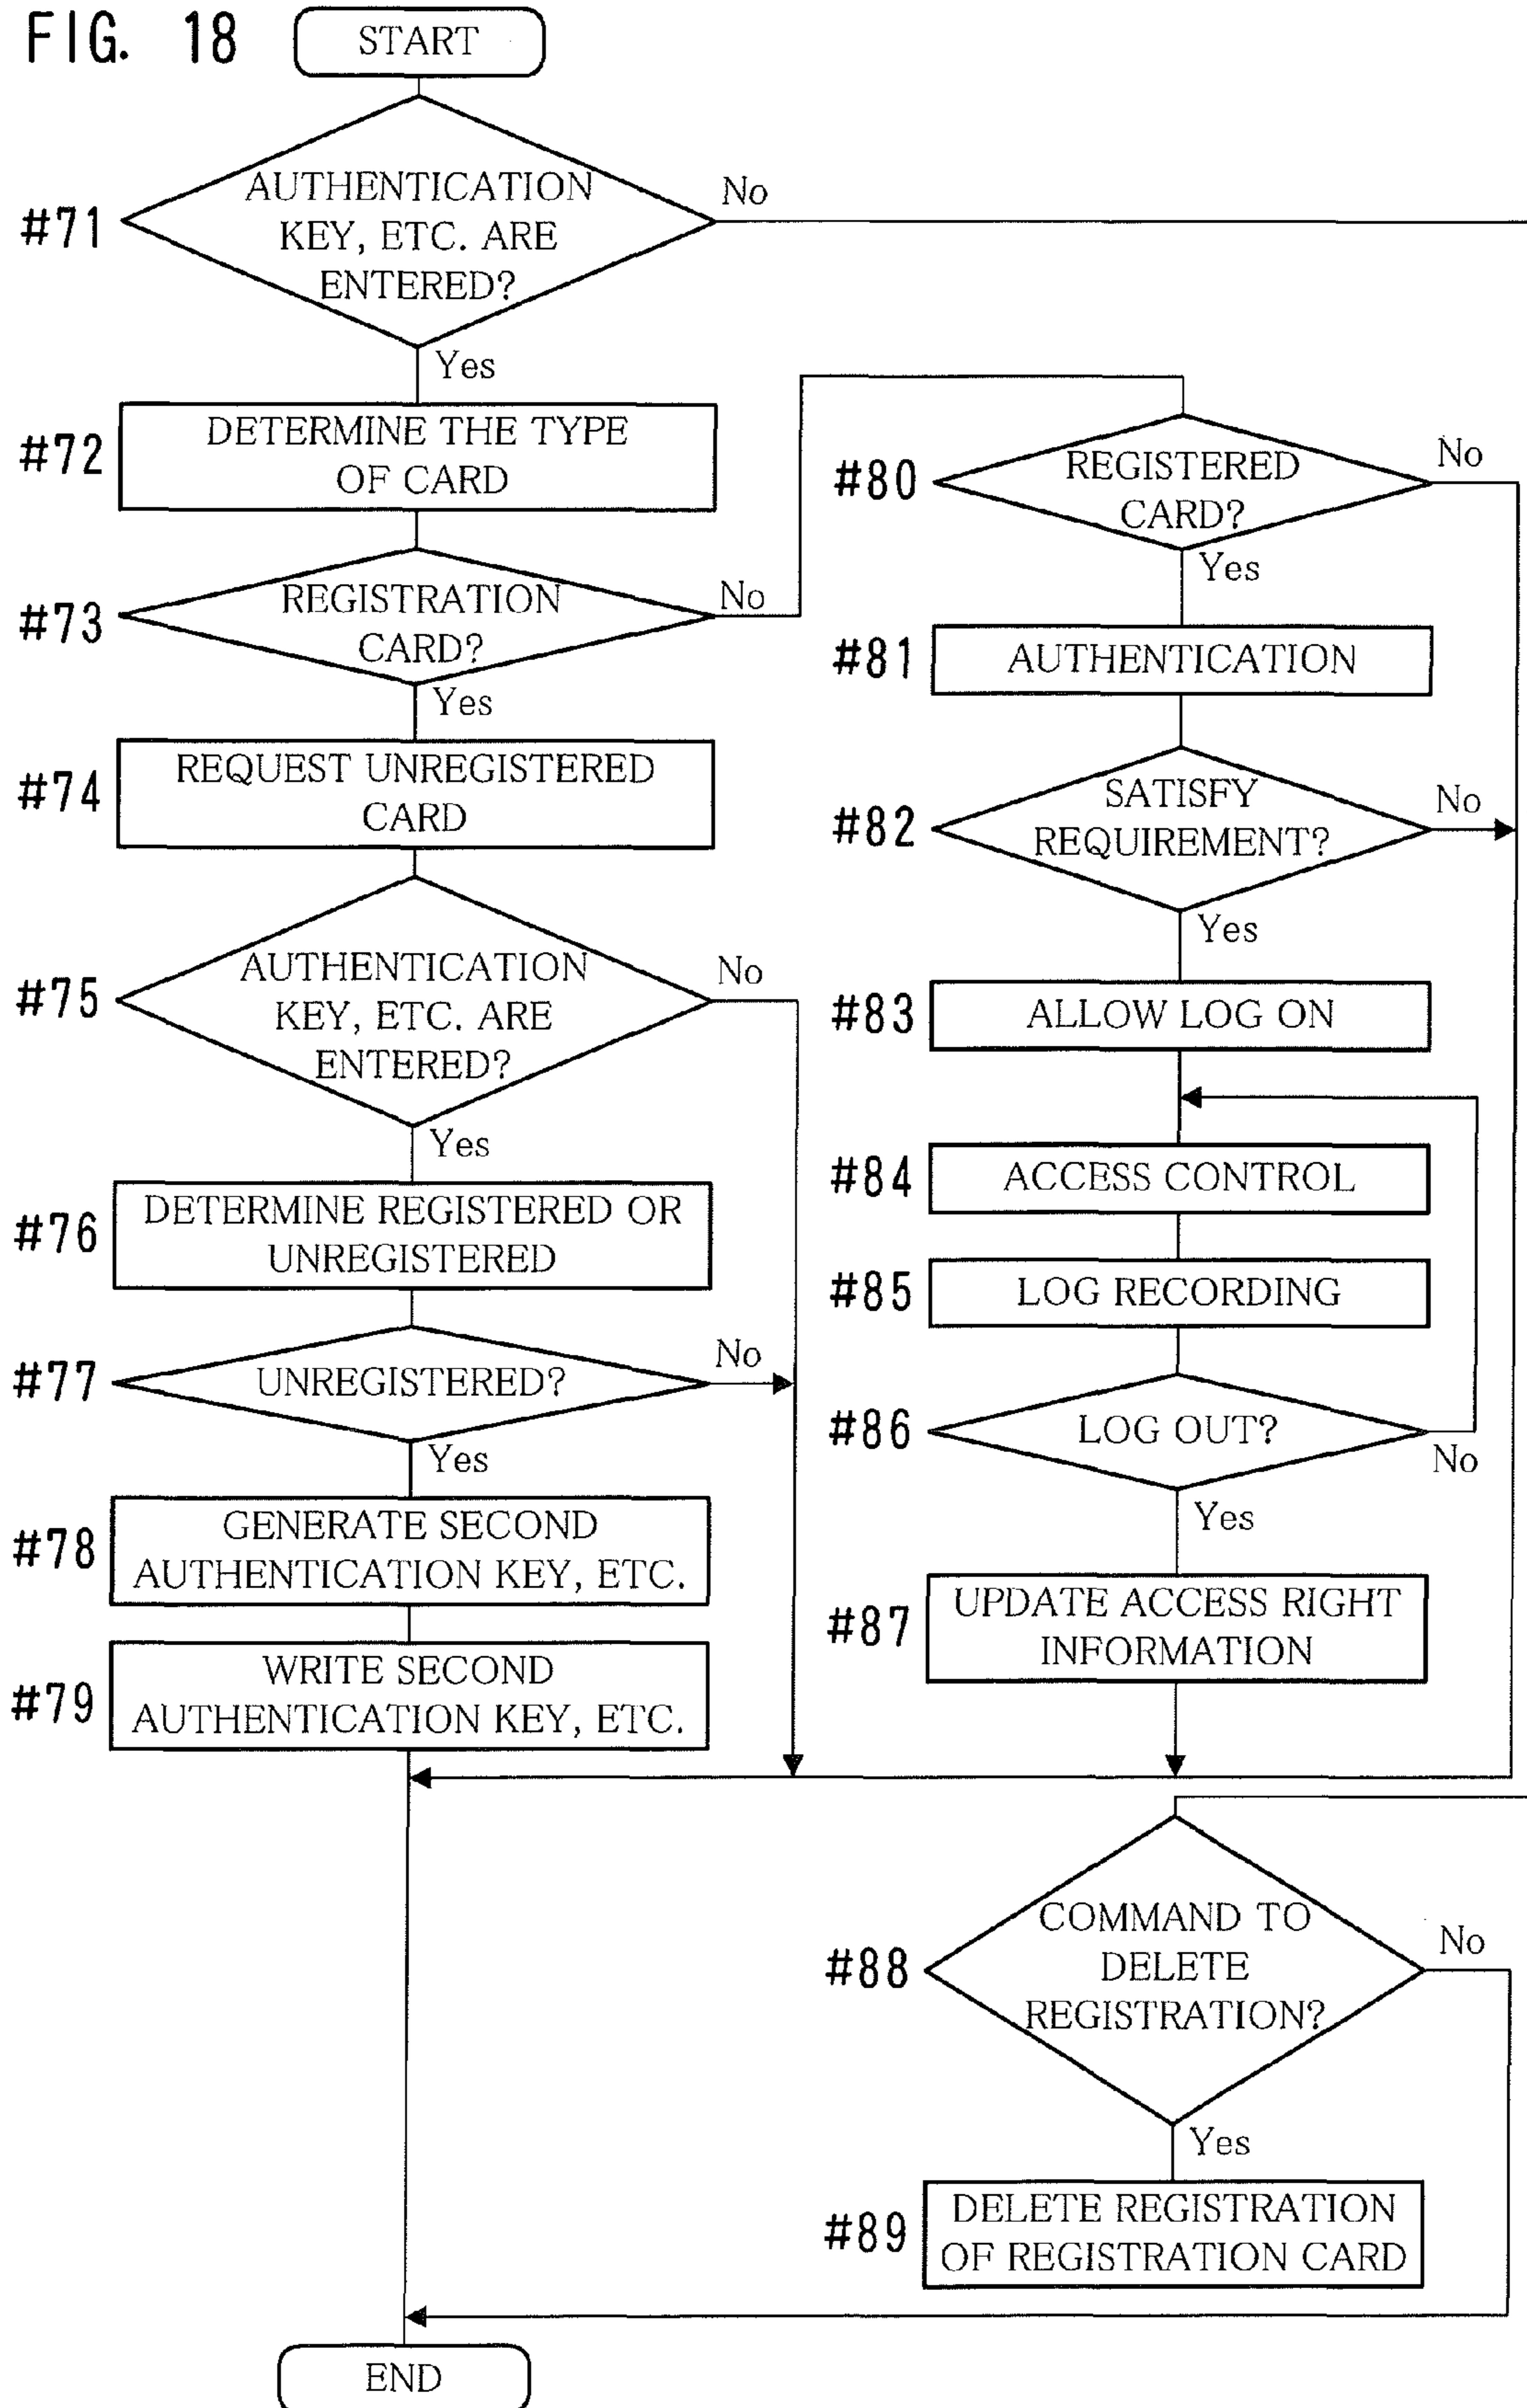 FIG. 18
START
#71
AUTHENTICATION
KEY, ETC. ARE
ENTERED?
No
Yes
#72
DETERMINE THE TYPE
OF CARD
#73
REGISTRATION
CARD?
No
Yes
#74
REQUEST UNREGISTERED
CARD
#75
AUTHENTICATION
KEY, ETC. ARE
ENTERED?
No
Yes
#76
DETERMINE REGISTERED OR
UNREGISTERED
#77
UNREGISTERED?
No
Yes
#78
GENERATE SECOND
AUTHENTICATION KEY, ETC.
#79
WRITE SECOND
AUTHENTICATION KEY, ETC.
#80
REGISTERED
CARD?
No
Yes
#81
AUTHENTICATION
#82
SATISFY
REQUIREMENT?
No
Yes
#83
ALLOW LOG ON
#84
ACCESS CONTROL
#85
LOG RECORDING
#86
LOG OUT?
No
Yes
#87
UPDATE ACCESS RIGHT
INFORMATION
#88
COMMAND TO
DELETE
REGISTRATION?
No
Yes
#89
DELETE REGISTRATION
OF REGISTRATION CARD
END